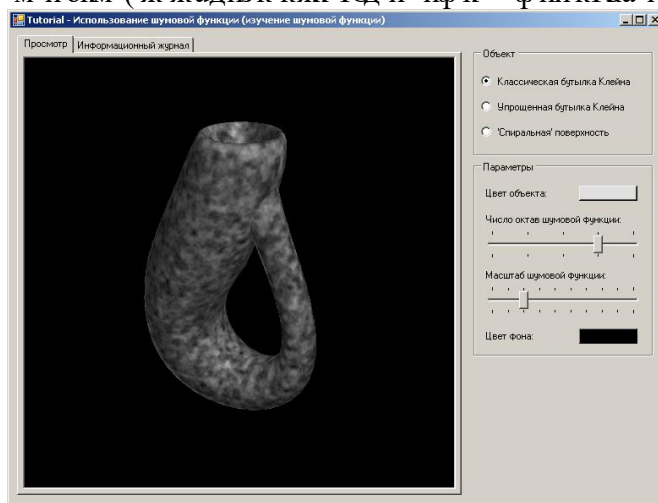 Tutorial - Использование шумовой функции (изучение шумовой функции)
Просмотр
Информационный журнал
Объект
Классическая бутылка Клейна
Упрощенная бутылка Клейна
'Спиральная' поверхность
Параметры
Цвет объекта:
Число октав шумовой функции:
Масштаб шумовой функции:
Цвет фона: